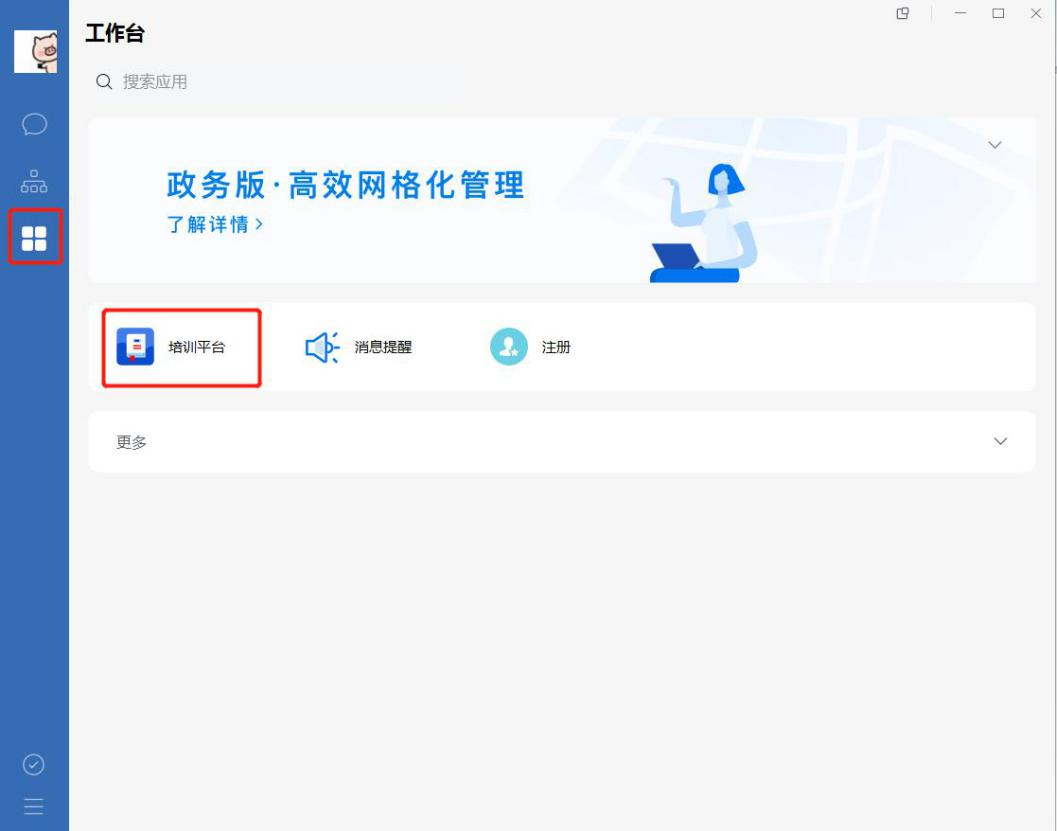 工作台
搜索应用
政务版·高效网格化管理
了解详情>
培训平台
消息提醒
注册
更多